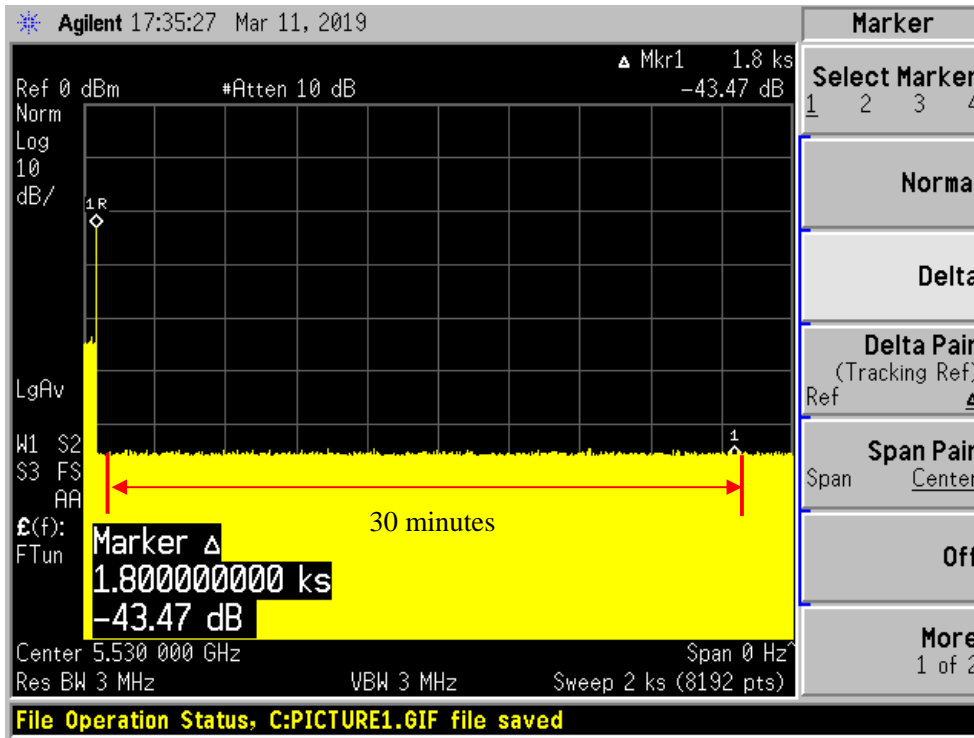 Agilent 17:35:27 Mar 11, 2019
Marker
Δ Mkr1 1.8 ks
Ref 0 dBm #Atten 10 dB -43.47 dB
Norm
Log
10
dB/
1R
LgAv
1
W1 S2
S3 FS
AA
£(f):
FTun
30 minutes
Marker Δ
1.800000000 ks
-43.47 dB
Center 5.530 000 GHz Span 0 Hz^
Res BW 3 MHz VBW 3 MHz Sweep 2 ks (8192 pts)
File Operation Status, C:PICTURE1.GIF file saved
Select Marker
1 2 3 4
Norma
Delta
Delta Pair
(Tracking Ref)
Ref Δ
Span Pair
Span Center
Off
More
1 of 2